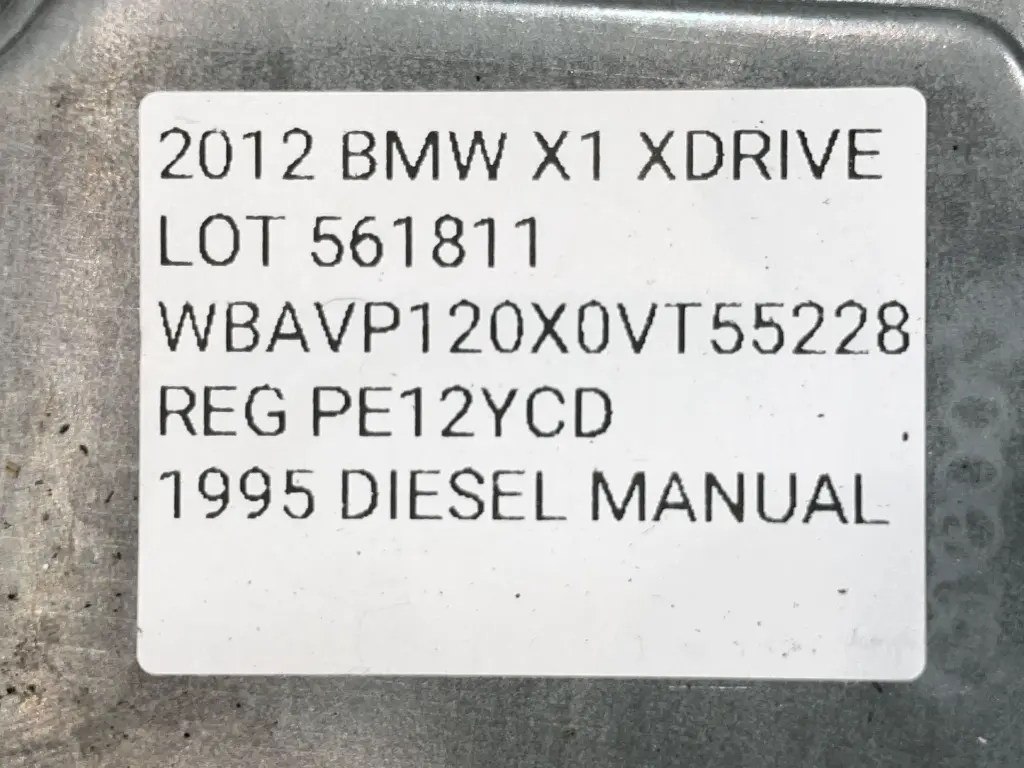 2012 BMW X1 XDRIVE
LOT 561811
WBAVP120X0VT55228
REG PE12YCD
1995 DIESEL MANUAL